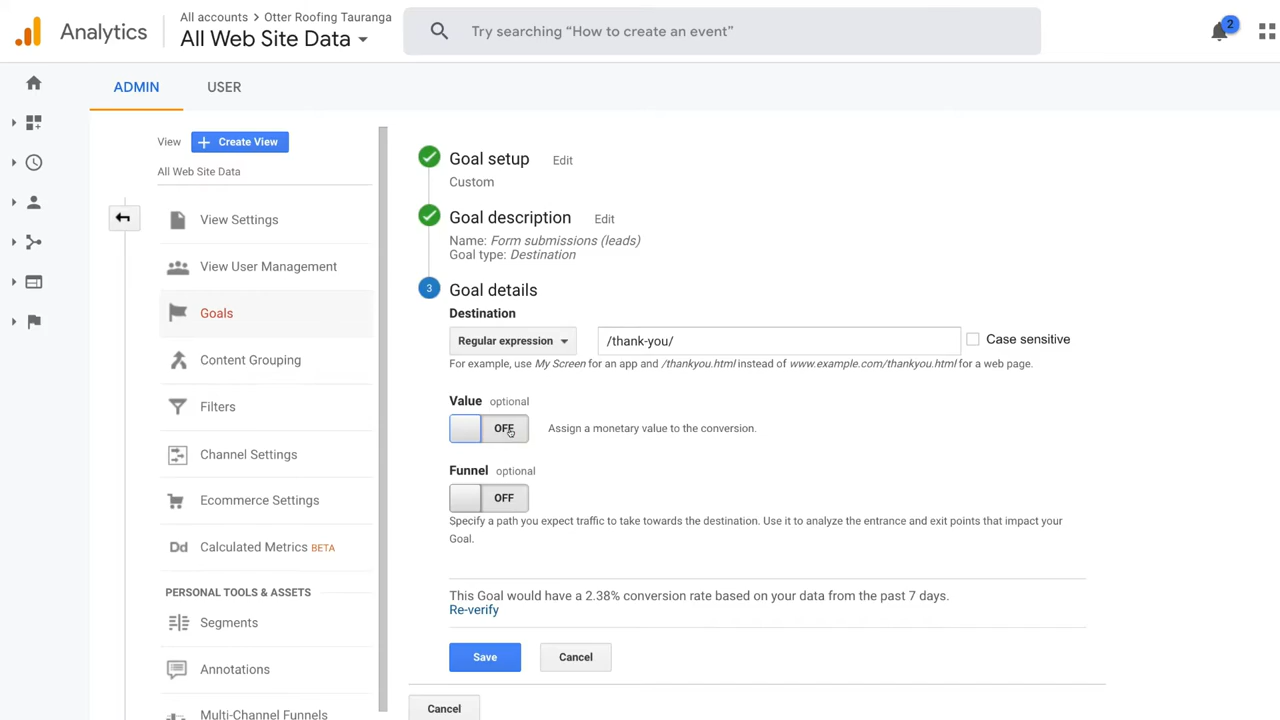 Analytics
All accounts > Otter Roofing Tauranga
All Web Site Data
Try searching “How to create an event”
2
ADMIN
USER
View
+ Create View
All Web Site Data
View Settings
View User Management
Goals
Content Grouping
Filters
Channel Settings
Ecommerce Settings
Dd Calculated Metrics BETA
PERSONAL TOOLS & ASSETS
Segments
Annotations
Multi-Channel Funnels
Goal setup Edit
Custom
Goal description Edit
Name: Form submissions (leads)
Goal type: Destination
3 Goal details
Destination
Regular expression
/thank-you/
Case sensitive
For example, use My Screen for an app and /thankyou.html instead of www.example.com/thankyou.html for a web page.
Value optional
OFF
Assign a monetary value to the conversion.
Funnel optional
OFF
Specify a path you expect traffic to take towards the destination. Use it to analyze the entrance and exit points that impact your
Goal.
This Goal would have a 2.38% conversion rate based on your data from the past 7 days.
Re-verify
Save
Cancel
Cancel